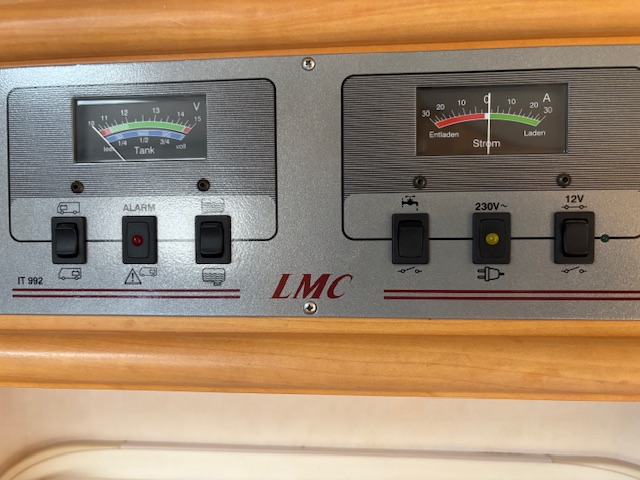 V
10 11 12 13 14 15
leer 1/4 1/2 3/4 voll
Tank
ALARM
IT 992
LMC
A
30 20 10 0 10 20 30
Entladen Laden
Strom
230V~
12V